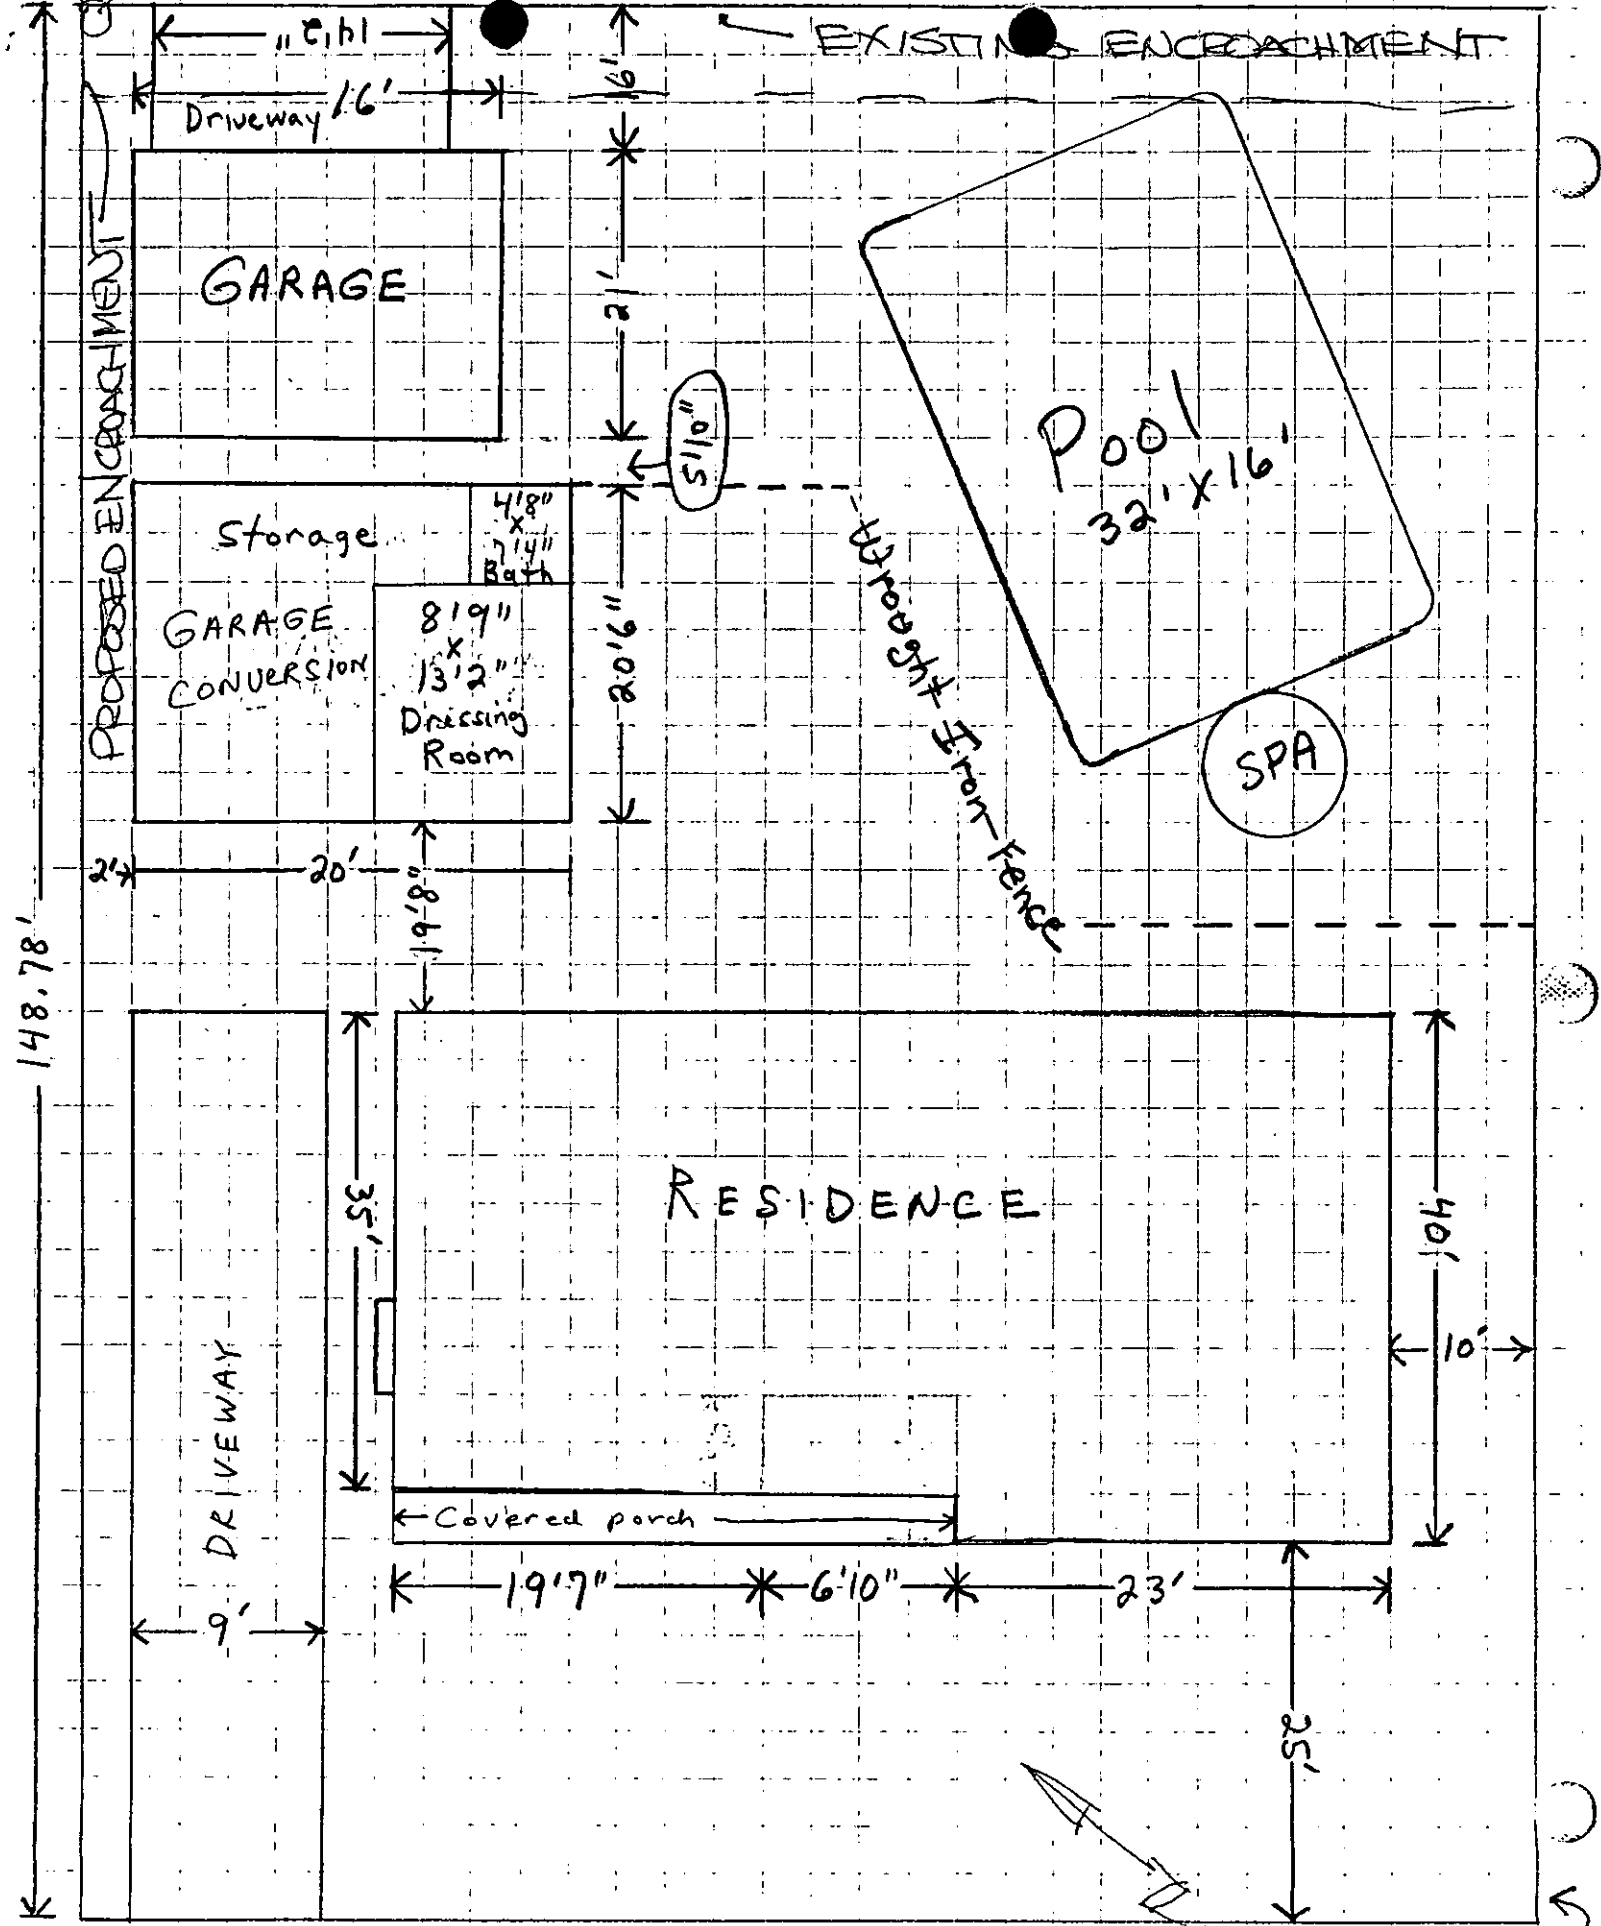 14'2"
EXISTING ENCROACHMENT
16'
Driveway
6'
GARAGE
21'
PROPOSED ENCROACHMENT
5'10"
Pool
32' X 16'
Storage
4'8"
x
7'4"
Bath
GARAGE
CONVERSION
8'9"
x
13'2"
Dressing
Room
20'6"
Wrought Iron Fence
SPA
2'
20'
19'8"
148.78'
35'
RESIDENCE
40'
10'
DRIVEWAY
Covered porch
19'7"
6'10"
23'
9'
25'